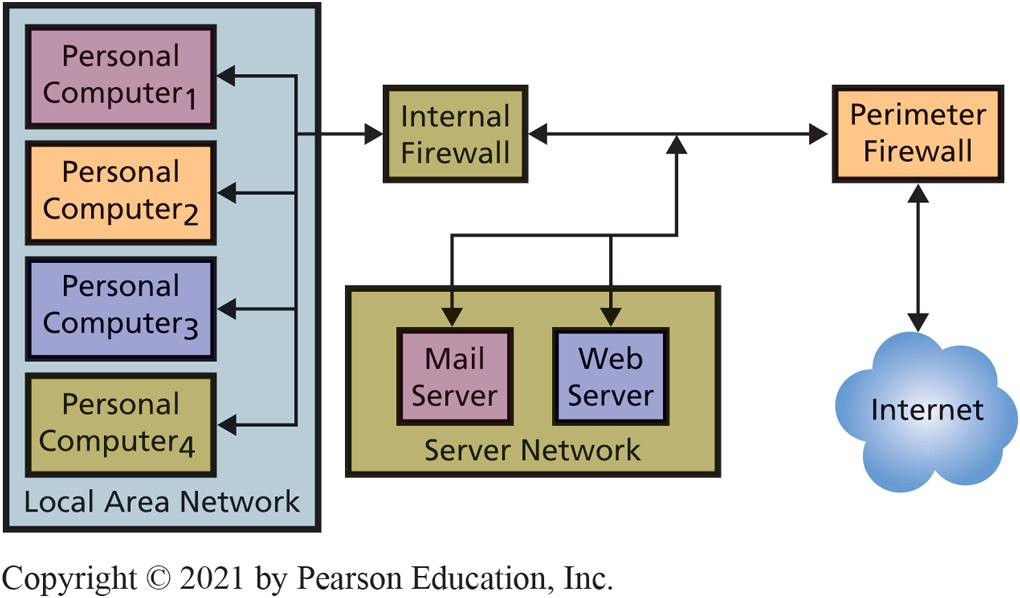 Personal
Computer1
Personal
Computer2
Personal
Computer3
Personal
Computer4
Local Area Network
Internal
Firewall
Perimeter
Firewall
Mail
Server
Web
Server
Server Network
Internet
Copyright © 2021 by Pearson Education, Inc.